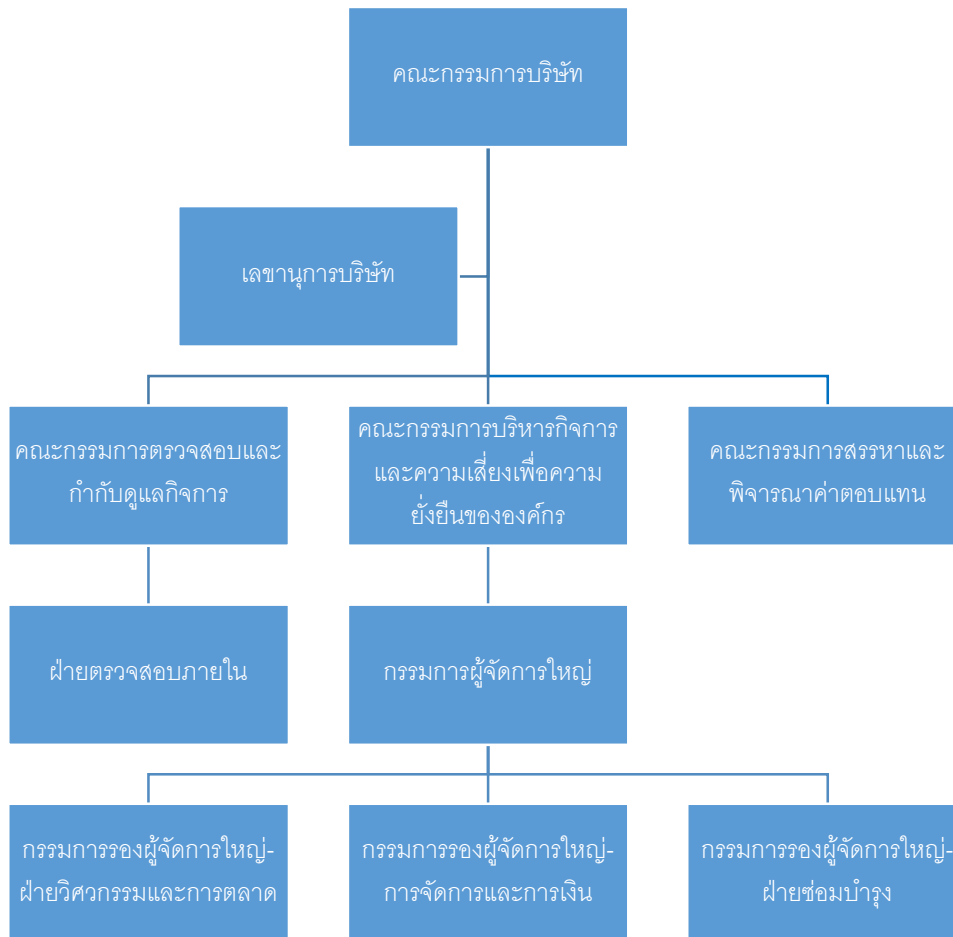 คณะกรรมการบริษัท
เลขานุการบริษัท
คณะกรรมการตรวจสอบและ
กำกับดูแลกิจการ
คณะกรรมการบริหารกิจการ
และความเสี่ยงเพื่อความ
ยั่งยืนขององค์กร
คณะกรรมการสรรหาและ
พิจารณาค่าตอบแทน
ฝ่ายตรวจสอบภายใน
กรรมการผู้จัดการใหญ่
กรรมการรองผู้จัดการใหญ่-
ฝ่ายวิศวกรรมและการตลาด
กรรมการรองผู้จัดการใหญ่-
การจัดการและการเงิน
กรรมการรองผู้จัดการใหญ่-
ฝ่ายซ่อมบำรุง